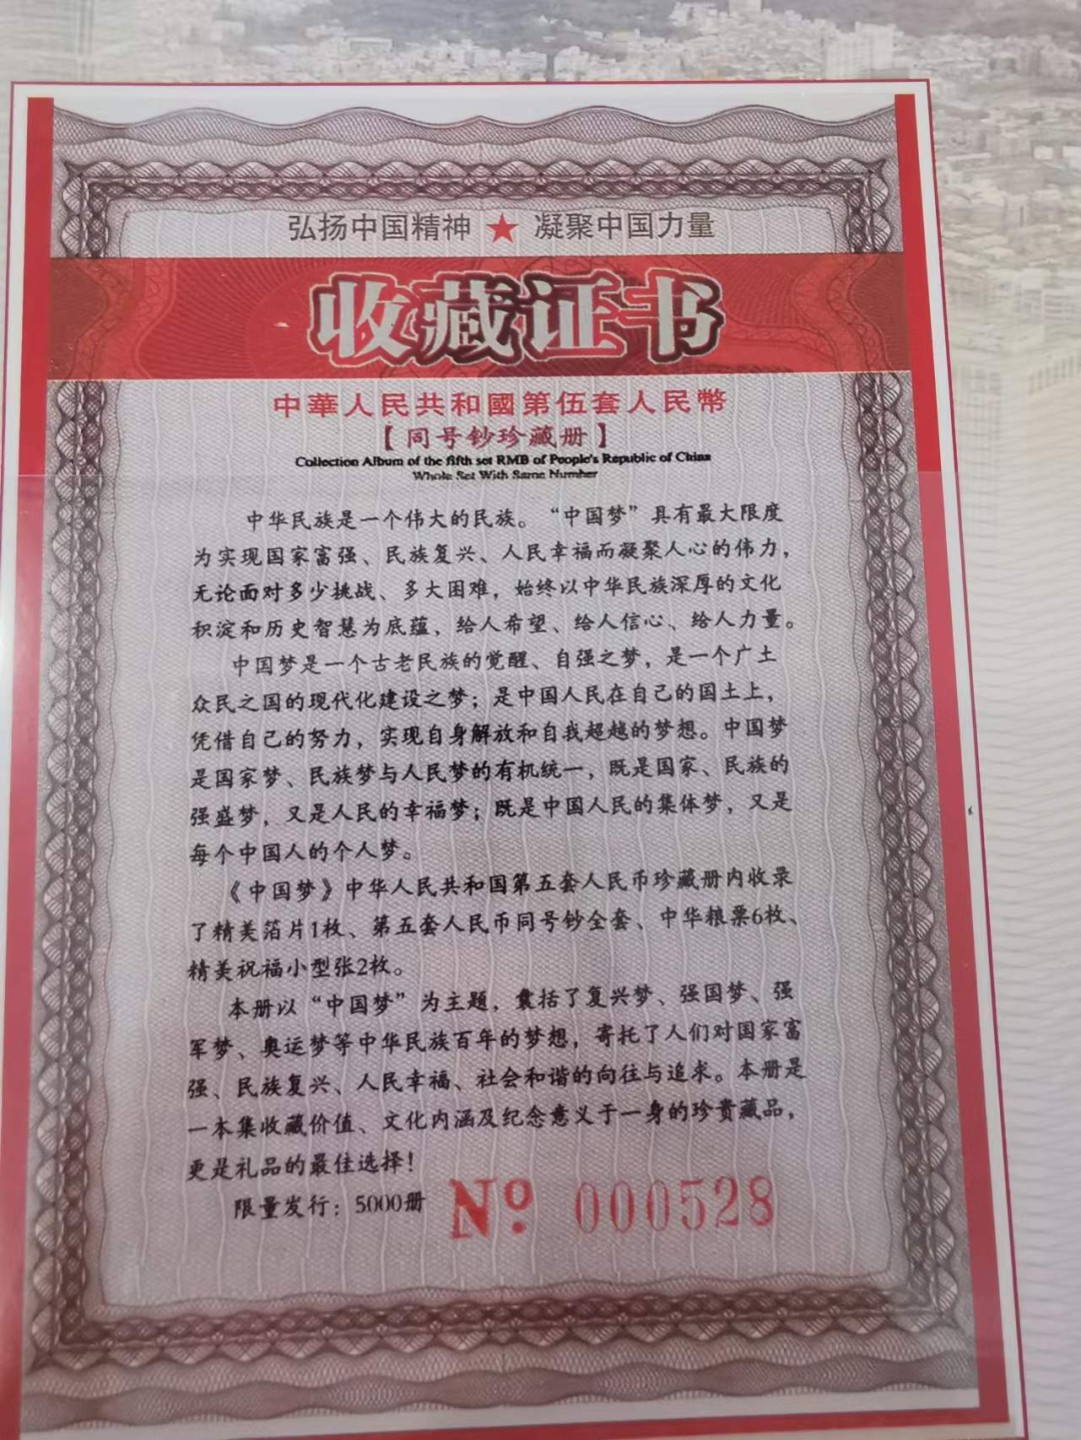 弘扬中国精神 ★ 凝聚中国力量
收藏证书
中華人民共和國第伍套人民幣
【同号钞珍藏册】
Collection Album of the fifth set RMB of People's Republic of China
Whole Set With Same Number
中华民族是一个伟大的民族。“中国梦”具有最大限度
为实现国家富强、民族复兴、人民幸福而凝聚人心的伟力，
无论面对多少挑战、多大困难，始终以中华民族深厚的文化
积淀和历史智慧为底蕴，给人希望、给人信心、给人力量。
中国梦是一个古老民族的觉醒、自强之梦，是一个广土
众民之国的现代化建设之梦；是中国人民在自己的国土上，
凭借自己的努力，实现自身解放和自我超越的梦想。中国梦
是国家梦、民族梦与人民梦的有机统一，既是国家、民族的
强盛梦，又是人民的幸福梦；既是中国人民的集体梦，又是
每个中国人的个人梦。
《中国梦》中华人民共和国第五套人民币珍藏册内收录
了精美箔片1枚、第五套人民币同号钞全套、中华粮票6枚、
精美祝福小型张2枚。
本册以“中国梦”为主题，囊括了复兴梦、强国梦、强
军梦、奥运梦等中华民族百年的梦想，寄托了人们对国家富
强、民族复兴、人民幸福、社会和谐的向往与追求。本册是
一本集收藏价值、文化内涵及纪念意义于一身的珍贵藏品，
更是礼品的最佳选择！
限量发行：5000册 Nº 000528